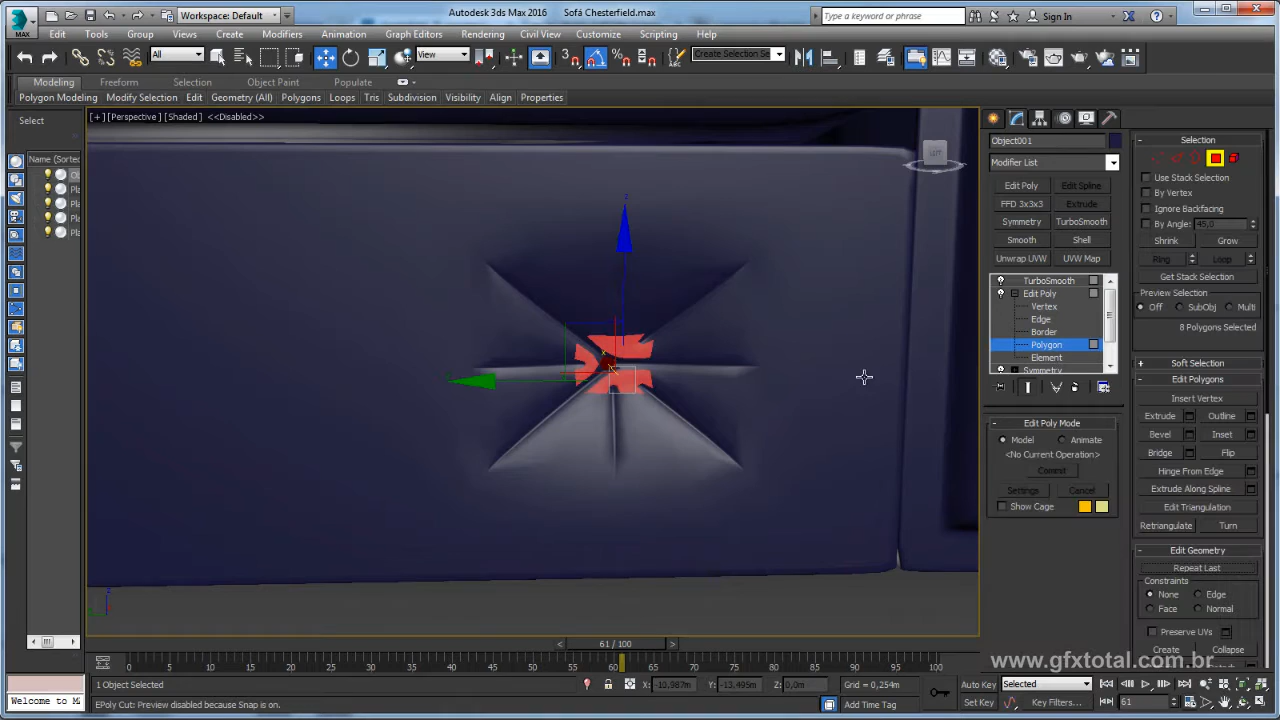 Autodesk 3ds Max 2016 Sofá Chesterfield.max
MAX
Workspace: Default
Type a keyword or phrase
Sign In
Edit Tools Group Views Create Modifiers Animation Graph Editors Rendering Civil View Customize Scripting Help
All
View
Create Selection Se
Modeling Freeform Selection Object Paint Populate
Polygon Modeling Modify Selection Edit Geometry (All) Polygons Loops Tris Subdivision Visibility Align Properties
Select
Name (Sorted
Pla
Pla
Pla
Pla
[+] [Perspective] [Shaded] <<Disabled>>
Object001
Modifier List
Edit Poly Edit Spline
FFD 3x3x3 Extrude
Symmetry TurboSmooth
Smooth Shell
Unwrap UVW UVW Map
TurboSmooth
Edit Poly
Vertex
Edge
Border
Polygon
Element
Symmetry
Edit Poly Mode
Model Animate
<No Current Operation>
Commit
Settings Cancel
Show Cage
Selection
Use Stack Selection
By Vertex
Ignore Backfacing
By Angle: 45,0
Shrink Grow
Ring Loop
Get Stack Selection
Preview Selection
Off SubObj Multi
8 Polygons Selected
Soft Selection
Edit Polygons
Insert Vertex
Extrude Outline
Bevel Inset
Bridge Flip
Hinge From Edge
Extrude Along Spline
Edit Triangulation
Retriangulate Turn
Edit Geometry
Repeat Last
Constraints
None Edge
Face Normal
Preserve UVs
Create Collapse
61 / 100
0 5 10 15 20 25 30 35 40 45 50 55 60 65 70 75 80 85 90 95 100
www.gfxtotal.com.br
1 Object Selected
X: -10,987m Y: -13,495m Z: 0,0m Grid = 0,254m
Auto Key Selected
Welcome to M
EPoly Cut: Preview disabled because Snap is on.
Add Time Tag
Set Key Key Filters...
61